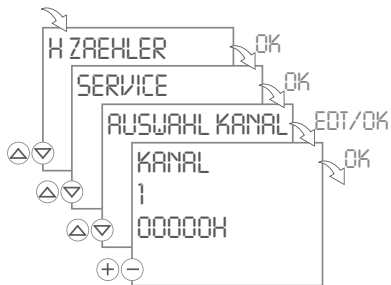 H ZAEHLER
OK
SERVICE
OK
AUSWAHL KANAL
EDT/OK
KANAL
OK
1
00000H